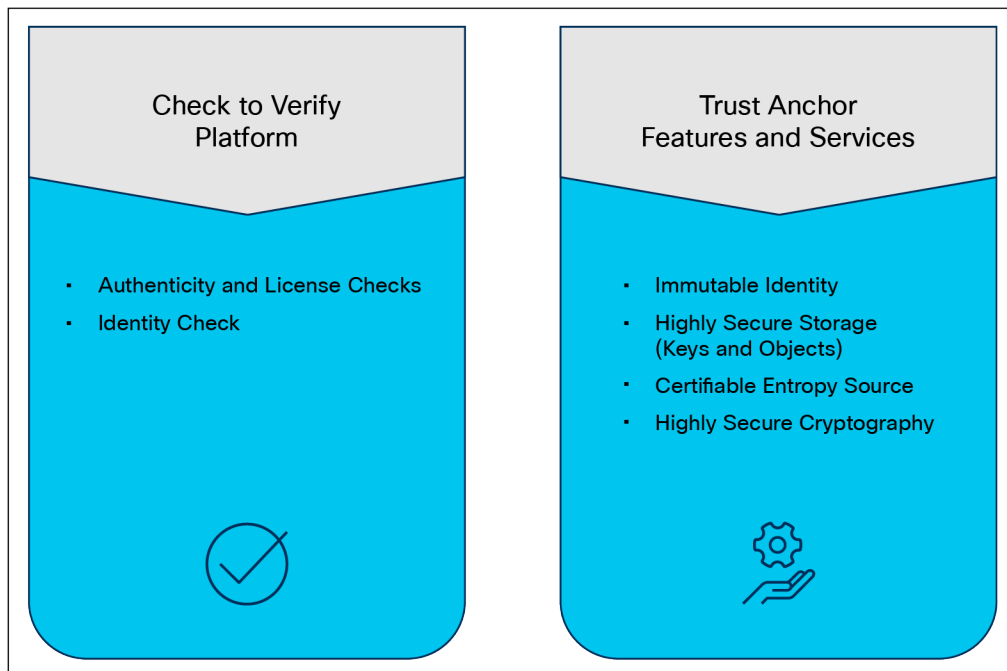 Check to Verify
Platform
▪ Authenticity and License Checks
▪ Identity Check
Trust Anchor
Features and Services
▪ Immutable Identity
▪ Highly Secure Storage
(Keys and Objects)
▪ Certifiable Entropy Source
▪ Highly Secure Cryptography